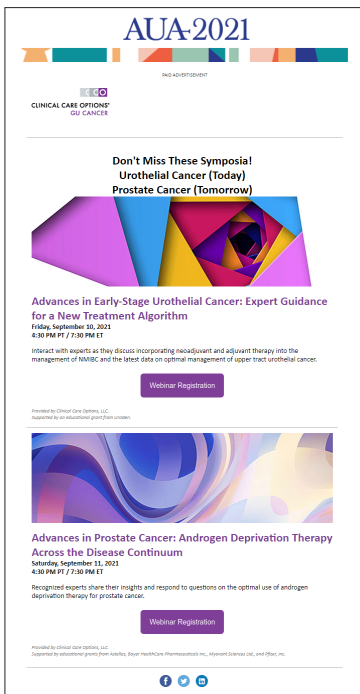 AUA-2021
PAID ADVERTISEMENT
CCO
CLINICAL CARE OPTIONS®
GU CANCER
Don't Miss These Symposia!
Urothelial Cancer (Today)
Prostate Cancer (Tomorrow)
Advances in Early-Stage Urothelial Cancer: Expert Guidance
for a New Treatment Algorithm
Friday, September 10, 2021
4:30 PM PT / 7:30 PM ET
Interact with experts as they discuss incorporating neoadjuvant and adjuvant therapy into the
management of NMIBC and the latest data on optimal management of upper tract urothelial cancer.
Webinar Registration
Provided by Clinical Care Options, LLC.
Supported by an educational grant from UroGen.
Advances in Prostate Cancer: Androgen Deprivation Therapy
Across the Disease Continuum
Saturday, September 11, 2021
4:30 PM PT / 7:30 PM ET
Recognized experts share their insights and respond to questions on the optimal use of androgen
deprivation therapy for prostate cancer.
Webinar Registration
Provided by Clinical Care Options, LLC.
Supported by educational grants from Astellas, Bayer HealthCare Pharmaceuticals Inc., Myovant Sciences Ltd., and Pfizer, Inc.